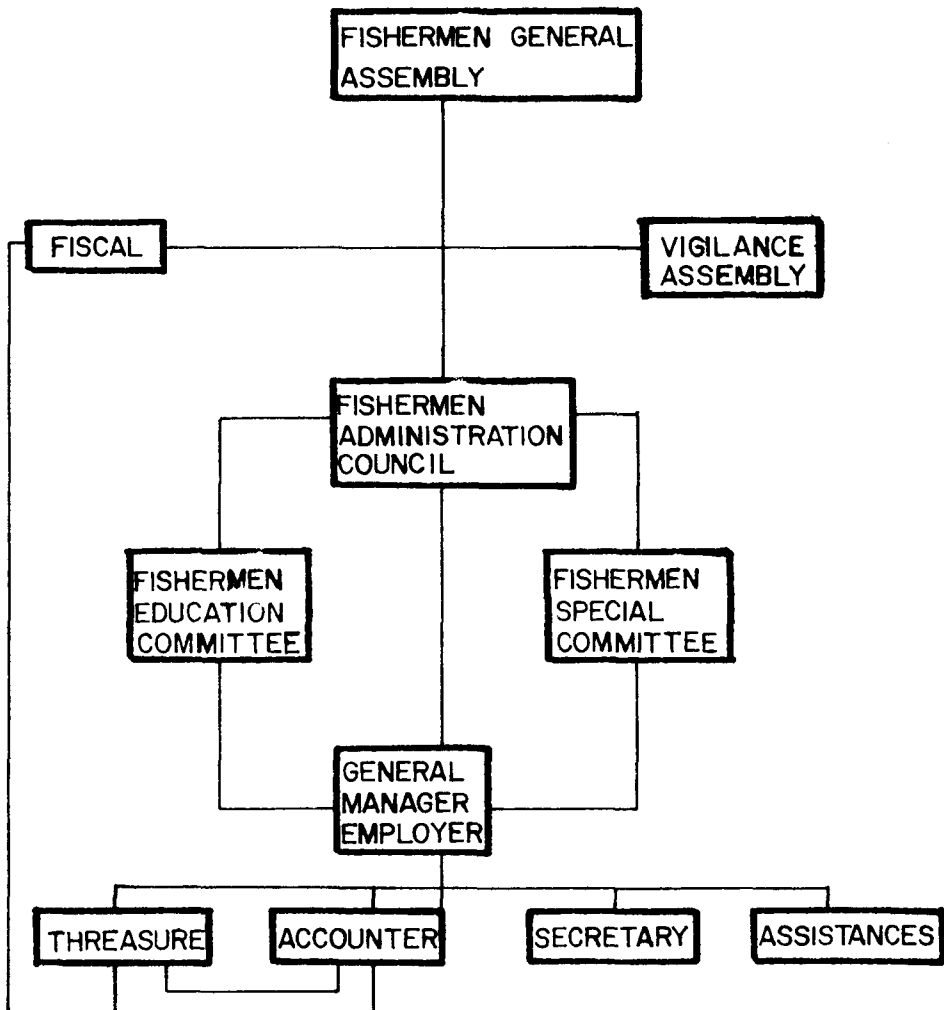 FISHERMEN GENERAL
ASSEMBLY
FISCAL
VIGILANCE
ASSEMBLY
FISHERMEN
ADMINISTRATION
COUNCIL
FISHERMEN
EDUCATION
COMMITTEE
FISHERMEN
SPECIAL
COMMITTEE
GENERAL
MANAGER
EMPLOYER
THREASURE
ACCOUNTER
SECRETARY
ASSISTANCES